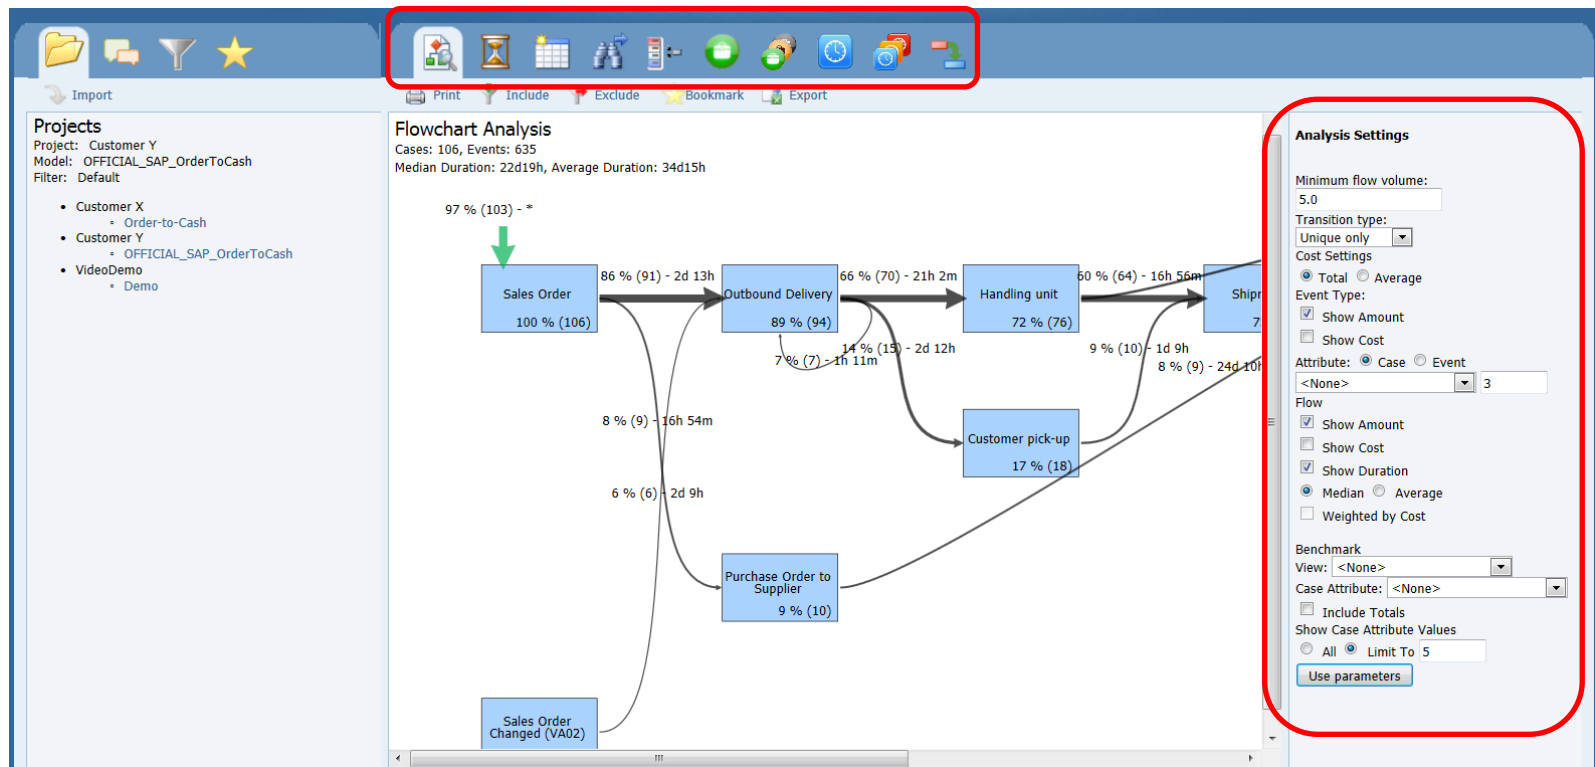 Import
Print Include Exclude Bookmark Export
Projects
Project: Customer Y
Model: OFFICIAL_SAP_OrderToCash
Filter: Default
• Customer X
◦ Order-to-Cash
• Customer Y
◦ OFFICIAL_SAP_OrderToCash
• VideoDemo
◦ Demo
Flowchart Analysis
Cases: 106, Events: 635
Median Duration: 22d19h, Average Duration: 34d15h
97 % (103) - *
86 % (91) - 2d 13h
66 % (70) - 21h 2m
60 % (64) - 16h 56m
Sales Order
100 % (106)
Outbound Delivery
89 % (94)
Handling unit
72 % (76)
Shipr
7
14 % (15) - 2d 12h
7 % (7) - 1h 11m
9 % (10) - 1d 9h
8 % (9) - 24d 10h
8 % (9) - 16h 54m
Customer pick-up
17 % (18)
6 % (6) - 2d 9h
Purchase Order to
Supplier
9 % (10)
Sales Order
Changed (VA02)
Analysis Settings
Minimum flow volume:
5.0
Transition type:
Unique only
Cost Settings
Total Average
Event Type:
Show Amount
Show Cost
Attribute: Case Event
<None> 3
Flow
Show Amount
Show Cost
Show Duration
Median Average
Weighted by Cost
Benchmark
View: <None>
Case Attribute: <None>
Include Totals
Show Case Attribute Values
All Limit To 5
Use parameters